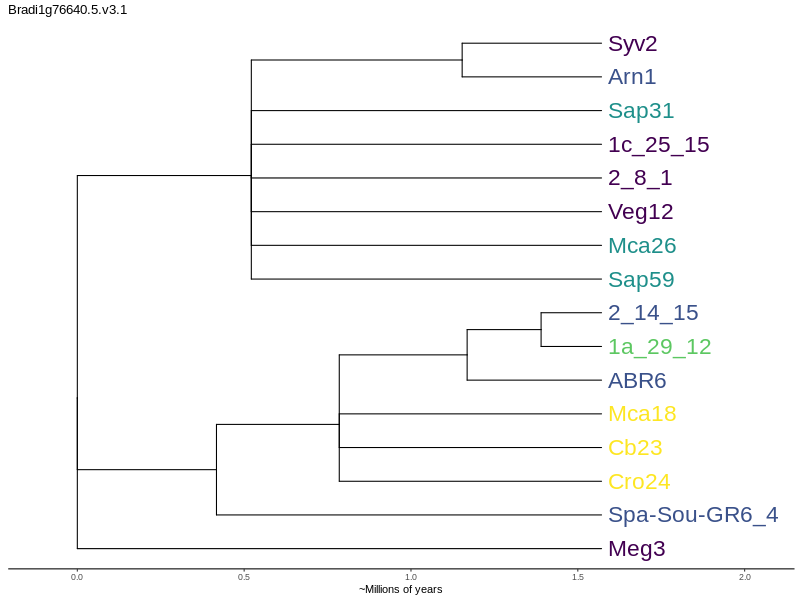 Bradi1g76640.5.v3.1
Syv2
Arn1
Sap31
1c_25_15
2_8_1
Veg12
Mca26
Sap59
2_14_15
1a_29_12
ABR6
Mca18
Cb23
Cro24
Spa-Sou-GR6_4
Meg3
0.0 0.5 1.0 1.5 2.0
~Millions of years